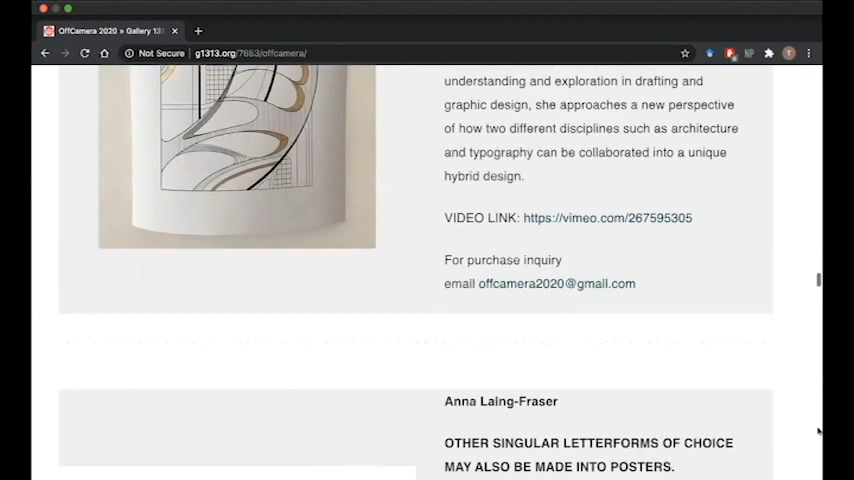 OffCamera 2020 » Gallery 131
Not Secure
g1313.org/7663/offcamera/
NP
T
understanding and exploration in drafting and
graphic design, she approaches a new perspective
of how two different disciplines such as architecture
and typography can be collaborated into a unique
hybrid design.
VIDEO LINK: https://vimeo.com/267595305
For purchase inquiry
email offcamera2020@gmail.com
Anna Laing-Fraser
OTHER SINGULAR LETTERFORMS OF CHOICE
MAY ALSO BE MADE INTO POSTERS.